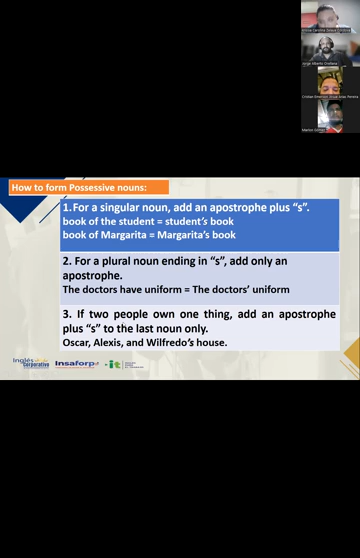 How to form Possessive nouns:
1. For a singular noun, add an apostrophe plus “s”.
book of the student = student’s book
book of Margarita = Margarita’s book
2. For a plural noun ending in “s”, add only an
apostrophe.
The doctors have uniform = The doctors’ uniform
3. If two people own one thing, add an apostrophe
plus “s” to the last noun only.
Oscar, Alexis, and Wilfredo’s house.
Inglés
Corporativo
Insaforp